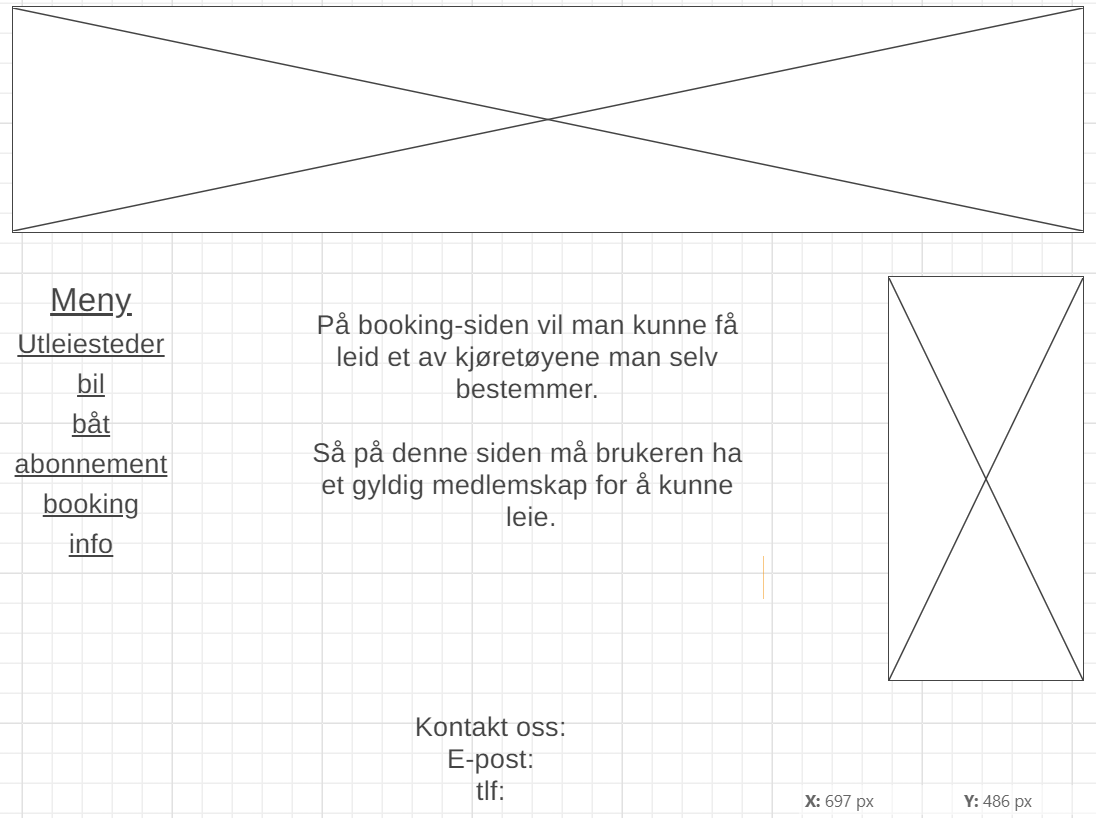 Meny
Utleiesteder
bil
båt
abonnement
booking
info
På booking-siden vil man kunne få
leid et av kjøretøyene man selv
bestemmer.
Så på denne siden må brukeren ha
et gyldig medlemskap for å kunne
leie.
Kontakt oss:
E-post:
tlf:
X: 697 px Y: 486 px